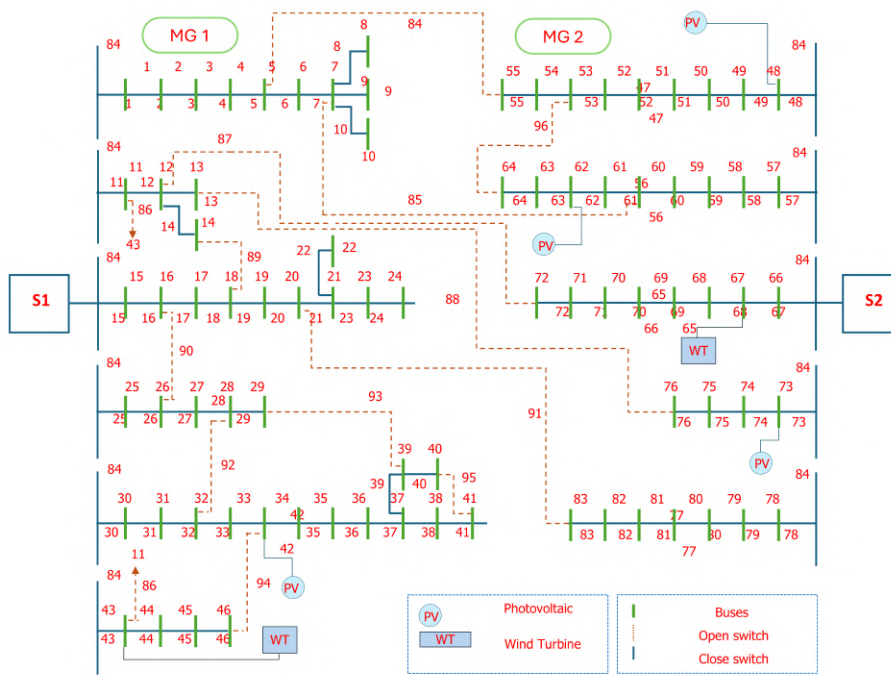 84 MG 1 84 MG 2 PV 84
8
8
1 2 3 4 5 6 7 9 55 54 53 52 51 50 49 48
47
1 2 3 4 5 6 7 9 55 53 52 51 50 49 48
10 47
10
96
87
84 84
11 12 13 64 63 62 61 60 59 58 57
11 12 13 85 56
86 64 63 62 61 60 59 58 57
14 14 56
43 PV
89
84 22 22 84
15 16 17 18 19 20 21 23 24 72 71 70 69 68 67 66
65
S1 88 S2
15 16 17 18 19 20 21 23 24 72 71 70 69 68 67
66 65
WT
90
84 84
25 26 27 28 29 93 76 75 74 73
28
25 26 27 29 91 76 75 74 73
92 39 40 PV
84 39 40 95 84
30 31 32 33 34 35 36 37 38 41 83 82 81 80 79 78
42 77
30 31 32 33 35 36 37 38 41 83 82 81 80 79 78
42 77
11
84 86 94 PV
43 44 45 46
43 44 45 46 WT
PV Photovoltaic
WT Wind Turbine
Buses
Open switch
Close switch